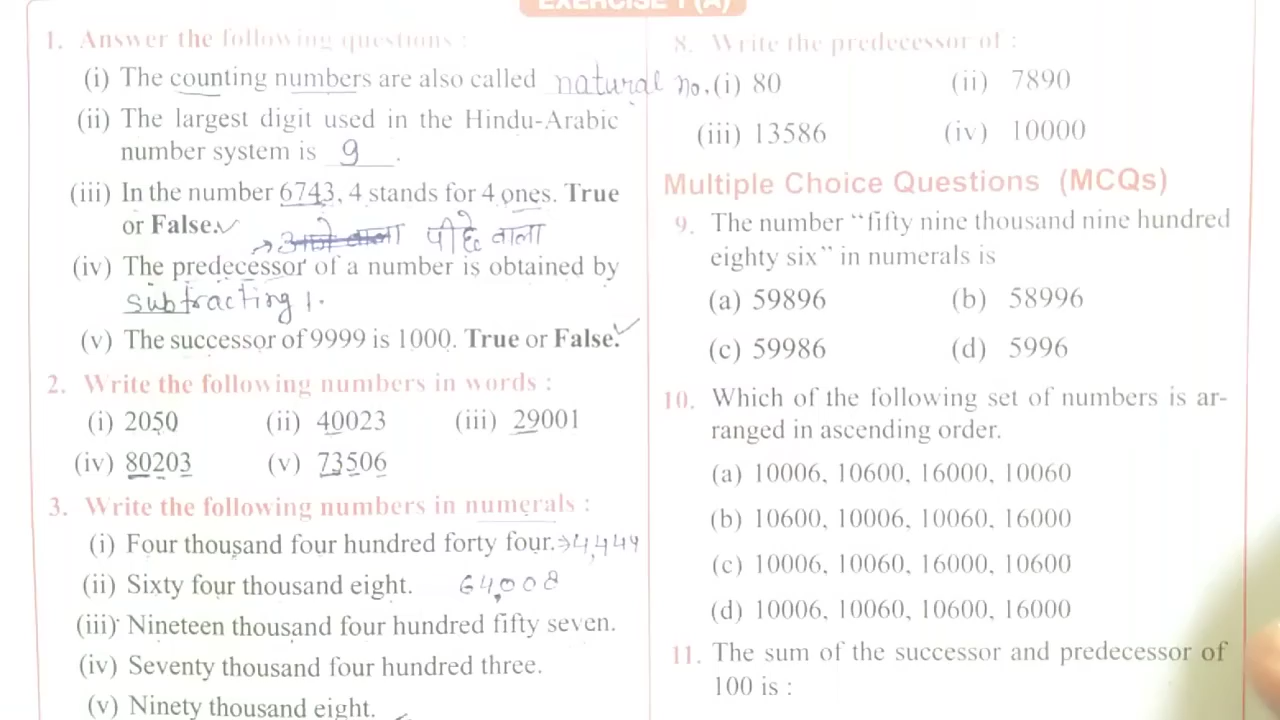 EXERCISE 1 (A)
1. Answer the following questions :
(i) The counting numbers are also called natural no.
(ii) The largest digit used in the Hindu-Arabic
number system is 9.
(iii) In the number 6743, 4 stands for 4 ones. True
or False.✓
→ पीछे वाला
(iv) The predecessor of a number is obtained by
subtracting 1.
(v) The successor of 9999 is 1000. True or False.✓
2. Write the following numbers in words :
(i) 2050 (ii) 40023 (iii) 29001
(iv) 80203 (v) 73506
3. Write the following numbers in numerals :
(i) Four thousand four hundred forty four.→4,444
(ii) Sixty four thousand eight. 64,008
(iii) Nineteen thousand four hundred fifty seven.
(iv) Seventy thousand four hundred three.
(v) Ninety thousand eight.
8. Write the predecessor of :
(i) 80 (ii) 7890
(iii) 13586 (iv) 10000
Multiple Choice Questions (MCQs)
9. The number “fifty nine thousand nine hundred
eighty six” in numerals is
(a) 59896 (b) 58996
(c) 59986 (d) 5996
10. Which of the following set of numbers is ar-
ranged in ascending order.
(a) 10006, 10600, 16000, 10060
(b) 10600, 10006, 10060, 16000
(c) 10006, 10060, 16000, 10600
(d) 10006, 10060, 10600, 16000
11. The sum of the successor and predecessor of
100 is :